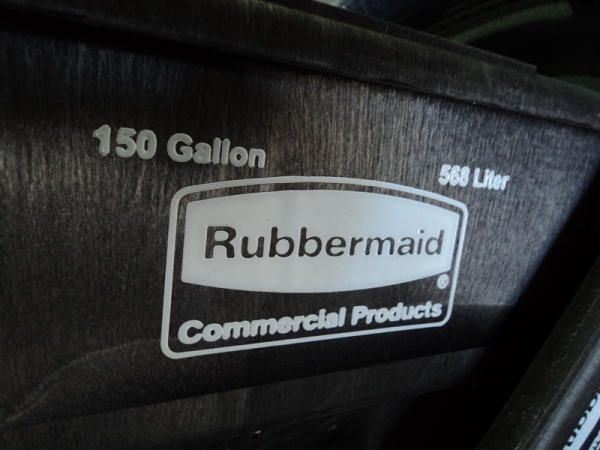 150 Gallon
568 Liter
Rubbermaid
®
Commercial Products